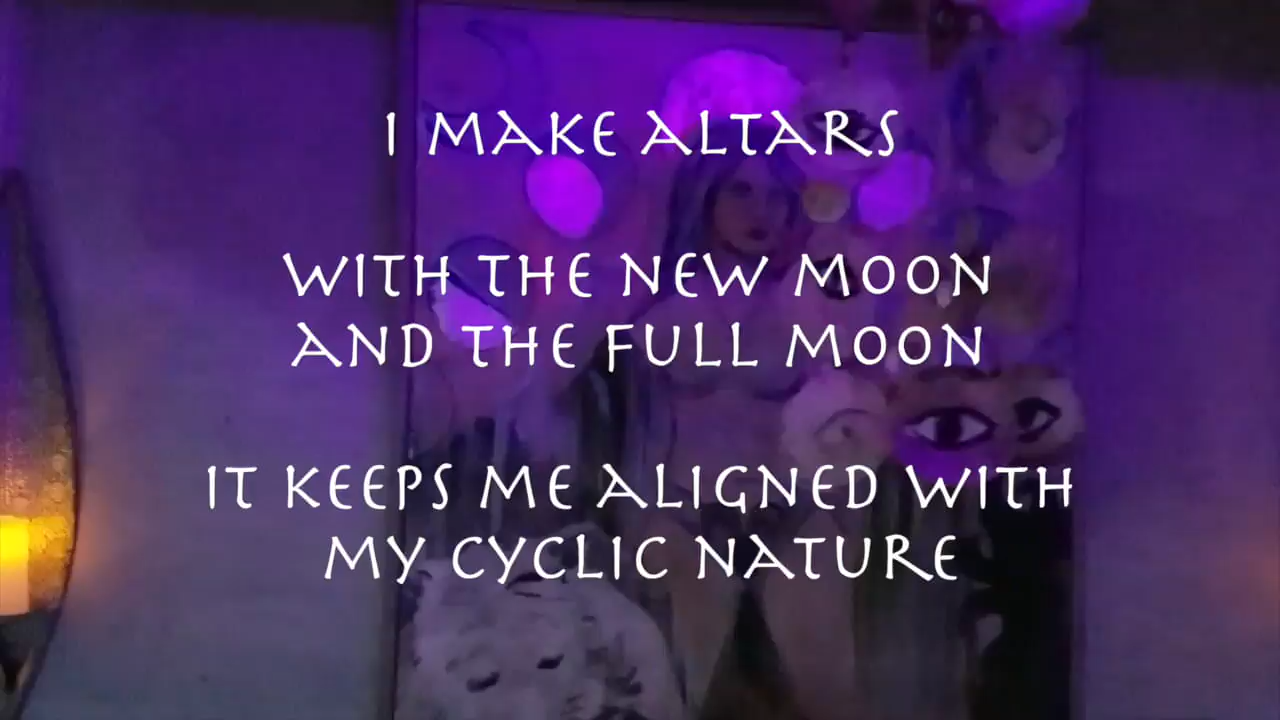 I MAKE ALTARS
WITH THE NEW MOON
AND THE FULL MOON
IT KEEPS ME ALIGNED WITH
MY CYCLIC NATURE